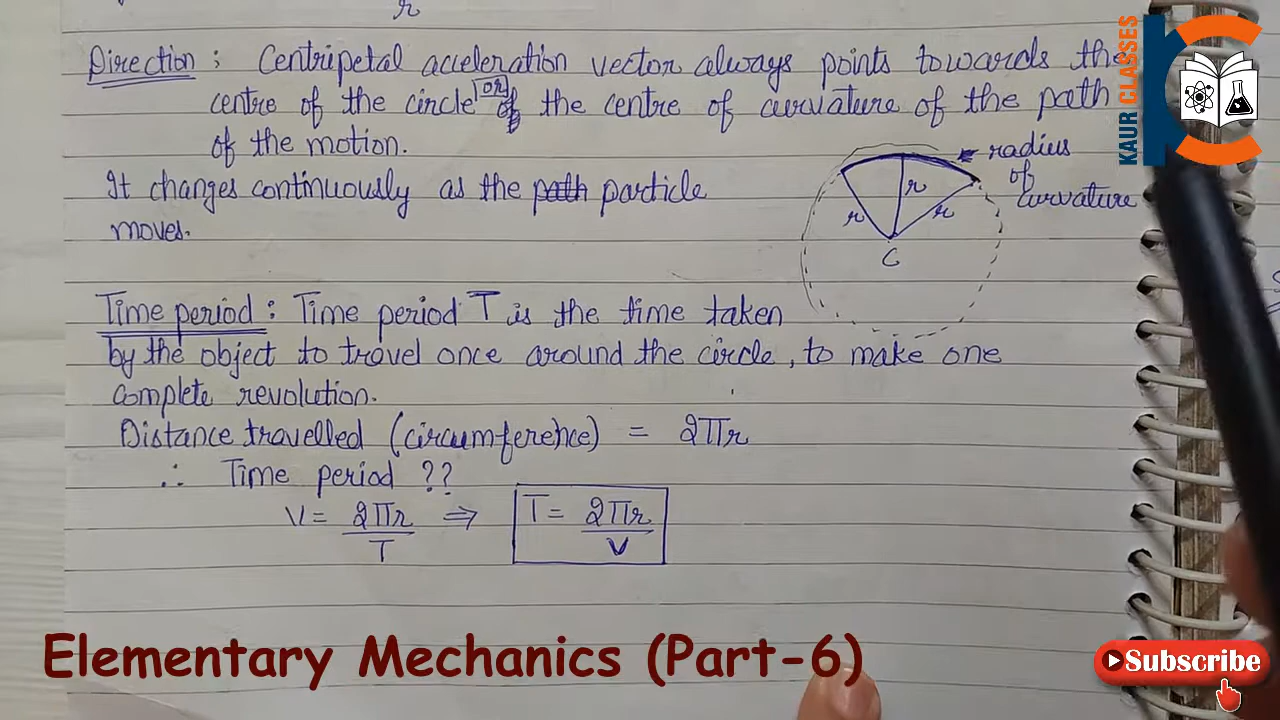 r
Direction : Centripetal acceleration vector always points towards the
centre of the circle or of the centre of curvature of the path
of the motion.
It changes continuously as the path particle
moves.
radius
of
curvature
r
r
r
C
Time period : Time period T is the time taken
by the object to travel once around the circle, to make one
complete revolution.
Distance travelled (circumference) = 2πr
∴ Time period ??
V = 2πr / T ⇒ T = 2πr / V
KAUR CLASSES
Elementary Mechanics (Part-6)
Subscribe